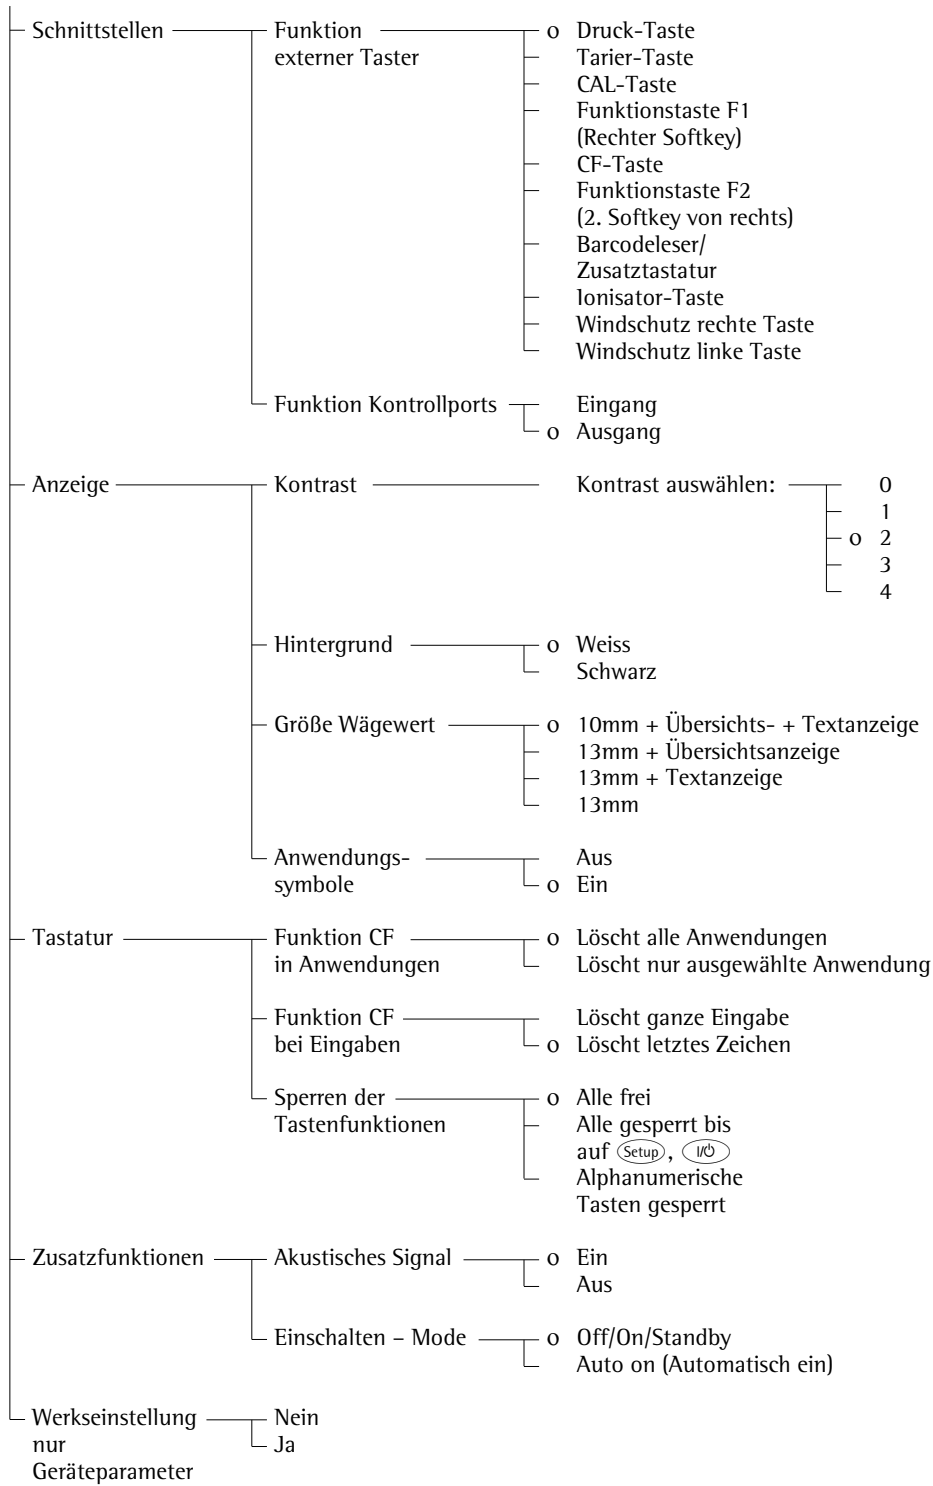 Schnittstellen Funktion o Druck-Taste
externer Taster Tarier-Taste
CAL-Taste
Funktionstaste F1
(Rechter Softkey)
CF-Taste
Funktionstaste F2
(2. Softkey von rechts)
Barcodeleser/
Zusatztastatur
Ionisator-Taste
Windschutz rechte Taste
Windschutz linke Taste
Funktion Kontrollports Eingang
o Ausgang
Anzeige Kontrast Kontrast auswählen: 0
1
o 2
3
4
Hintergrund o Weiss
Schwarz
Größe Wägewert o 10mm + Übersichts- + Textanzeige
13mm + Übersichtsanzeige
13mm + Textanzeige
13mm
Anwendungs- Aus
symbole o Ein
Tastatur Funktion CF o Löscht alle Anwendungen
in Anwendungen Löscht nur ausgewählte Anwendung
Funktion CF Löscht ganze Eingabe
bei Eingaben o Löscht letztes Zeichen
Sperren der o Alle frei
Tastenfunktionen Alle gesperrt bis
auf Setup, I/⏻
Alphanumerische
Tasten gesperrt
Zusatzfunktionen Akustisches Signal o Ein
Aus
Einschalten – Mode o Off/On/Standby
Auto on (Automatisch ein)
Werkseinstellung Nein
nur Ja
Geräteparameter